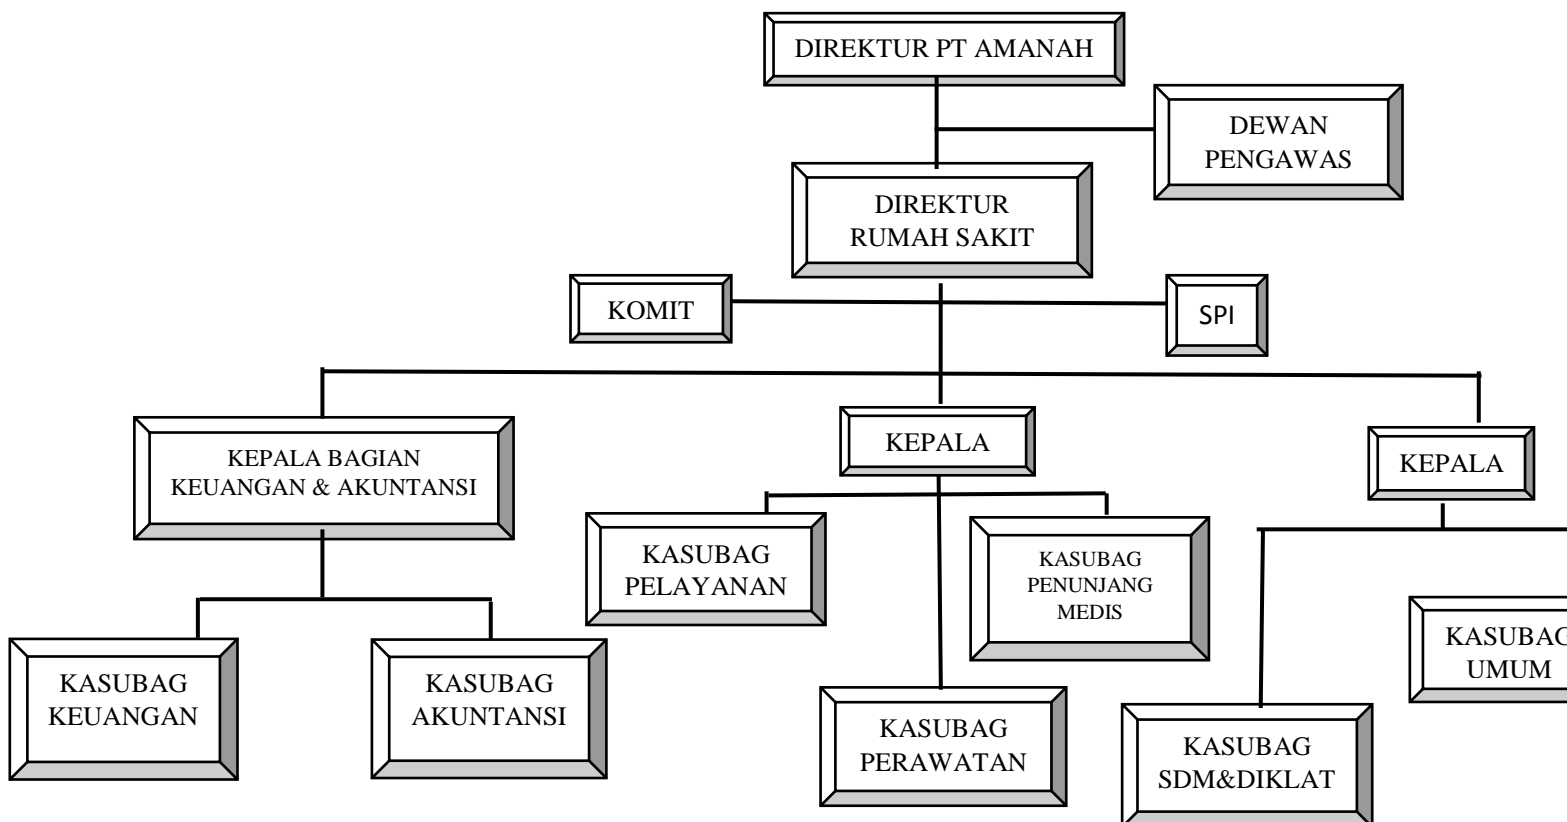 DIREKTUR PT AMANAH
DEWAN
PENGAWAS
DIREKTUR
RUMAH SAKIT
KOMIT
SPI
KEPALA BAGIAN
KEUANGAN & AKUNTANSI
KEPALA
KEPALA
KASUBAG
PELAYANAN
KASUBAG
PENUNJANG
MEDIS
KASUBAG
UMUM
KASUBAG
KEUANGAN
KASUBAG
AKUNTANSI
KASUBAG
PERAWATAN
KASUBAG
SDM&DIKLAT